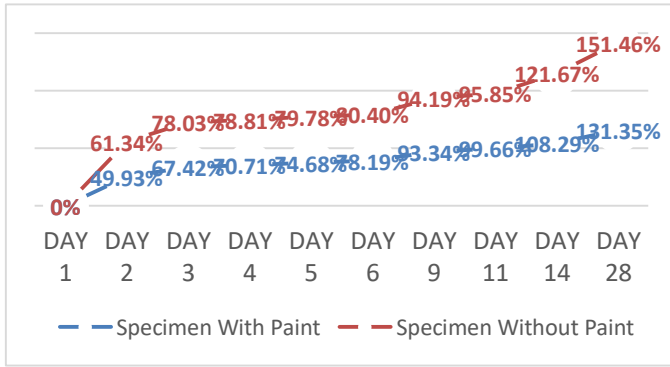 151.46%
121.67%
61.34% 78.03% 78.81% 79.78% 80.40% 94.19% 95.85%
131.35%
0% 49.93% 67.42% 70.71% 74.68% 78.19% 93.34% 99.66% 108.29%
DAY DAY DAY DAY DAY DAY DAY DAY DAY DAY
1 2 3 4 5 6 9 11 14 28
Specimen With Paint Specimen Without Paint